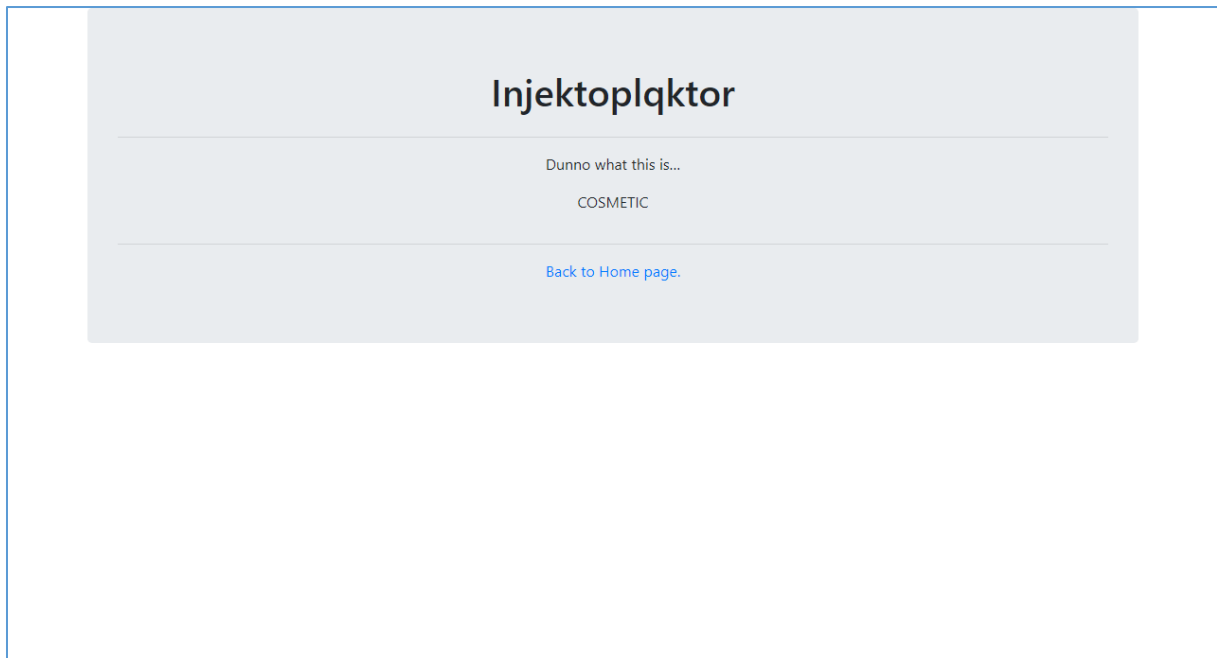 Injektoplqktor
Dunno what this is...
COSMETIC
Back to Home page.